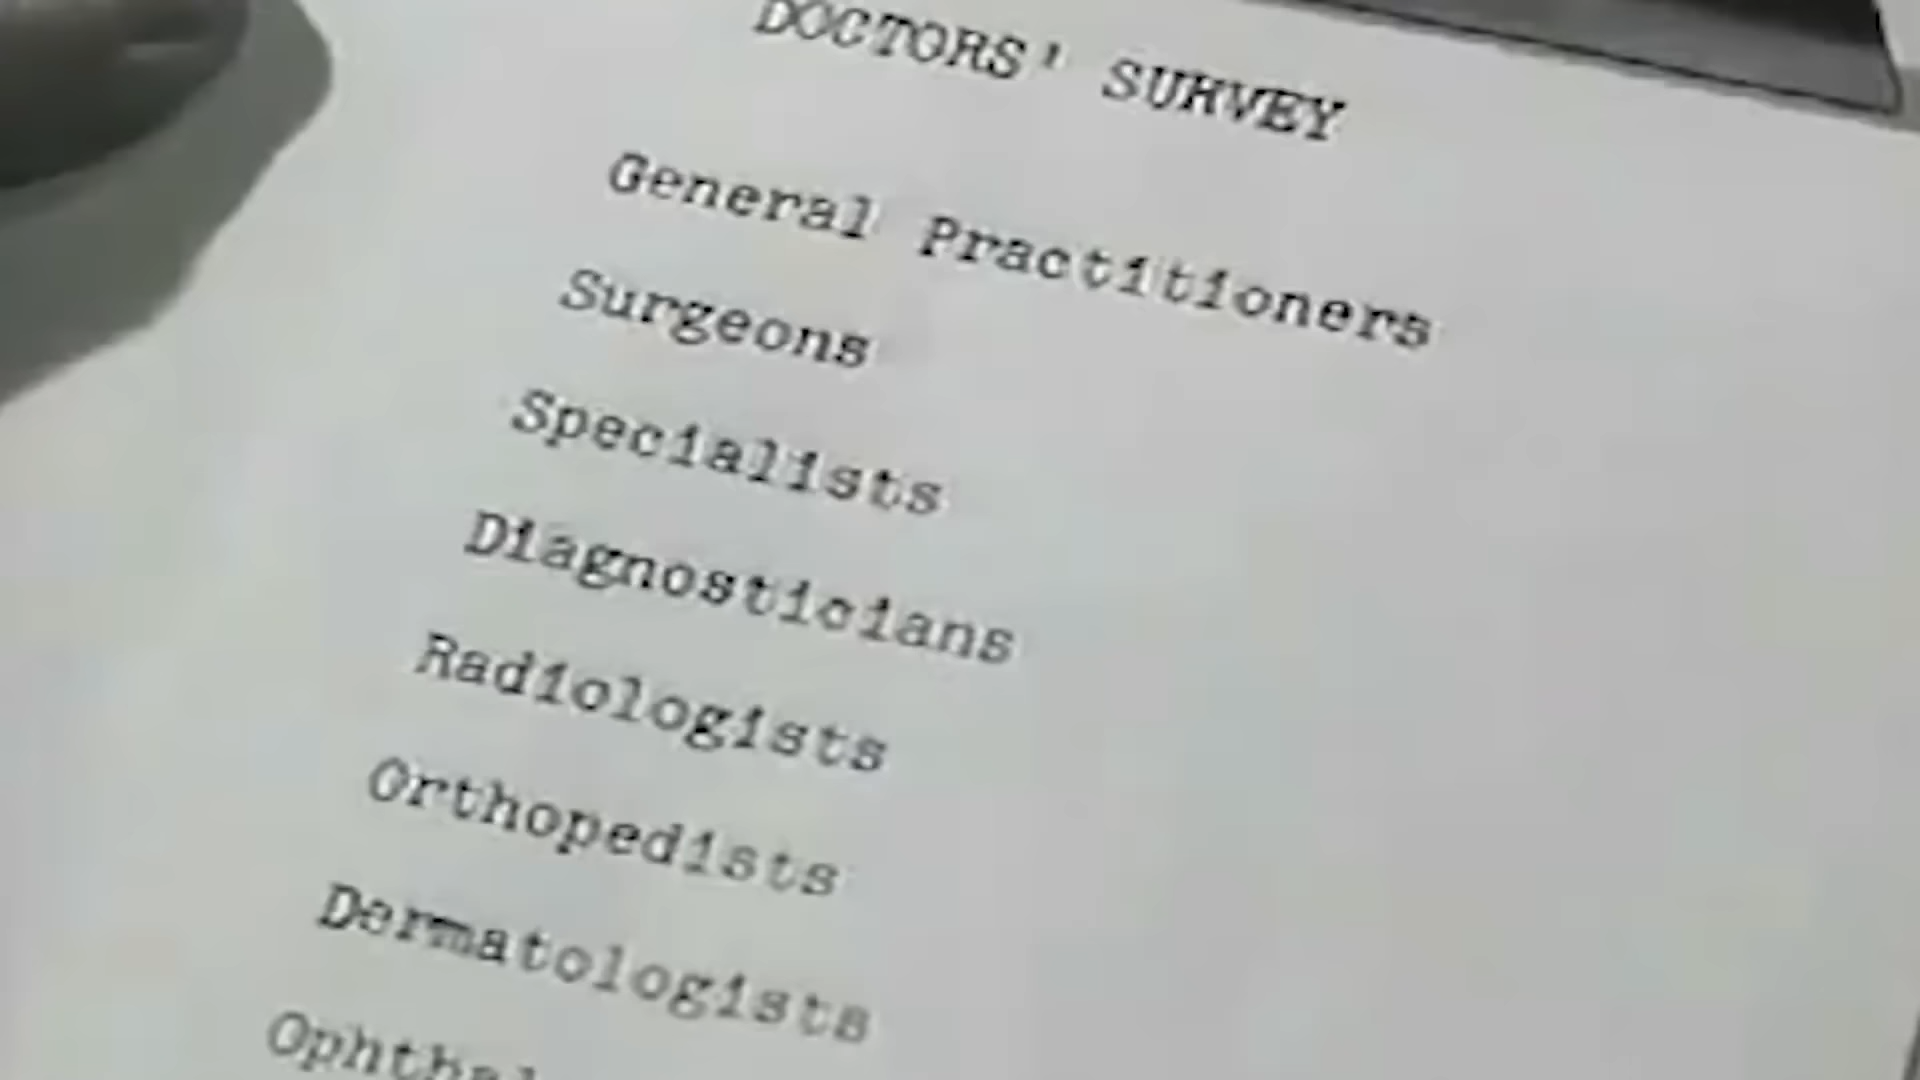 DOCTORS' SURVEY
General Practitioners
Surgeons
Specialists
Diagnosticians
Radiologists
Orthopedists
Dermatologists